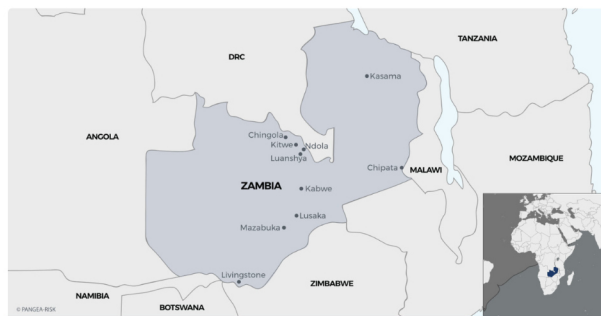 TANZANIA
DRC
Kasama
ANGOLA
Chingola
Kitwe
Ndola
Luanshya
MOZAMBIQUE
Chipata
MALAWI
ZAMBIA
Kabwe
Lusaka
Mazabuka
Livingstone
ZIMBABWE
NAMIBIA
BOTSWANA
© PANGEA-RISK